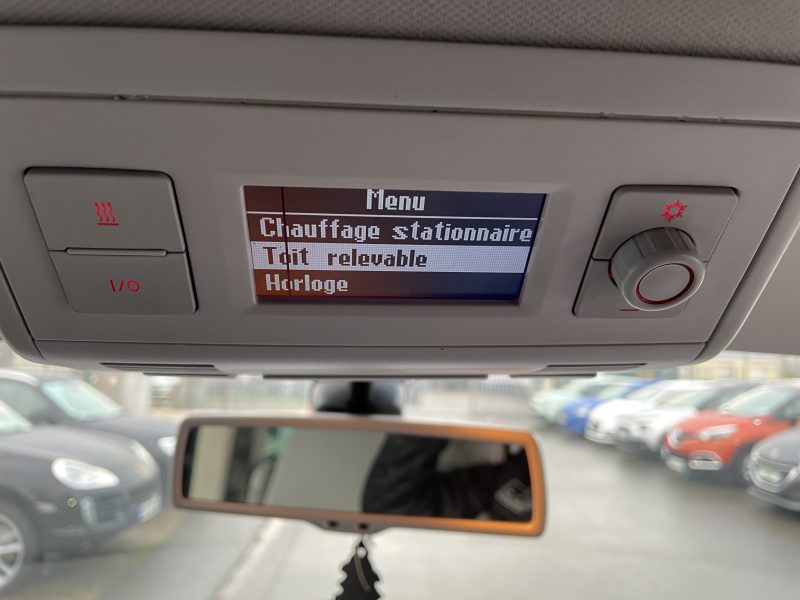 Menu
Chauffage stationnaire
Toit relevable
Horloge
I/O